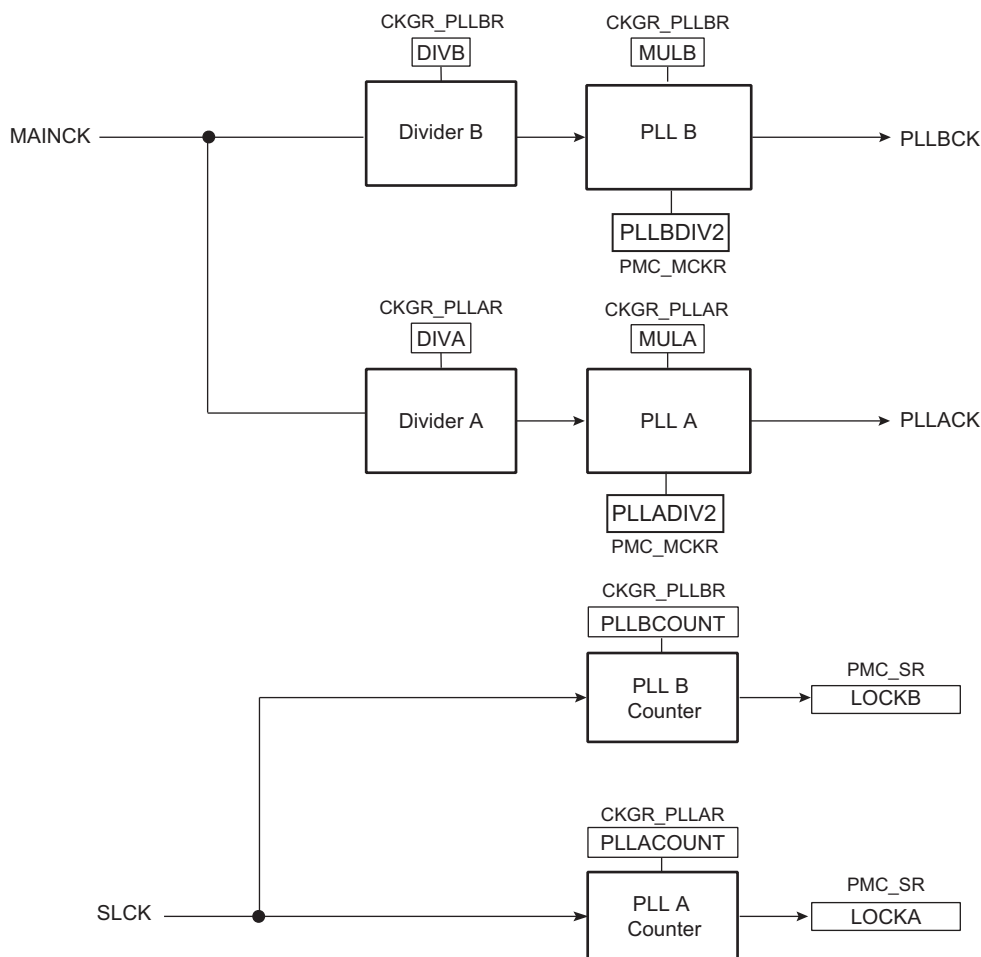 CKGR_PLLBR
DIVB
CKGR_PLLBR
MULB
MAINCK
Divider B
PLL B
PLLBCK
PLLBDIV2
PMC_MCKR
CKGR_PLLAR
DIVA
CKGR_PLLAR
MULA
Divider A
PLL A
PLLACK
PLLADIV2
PMC_MCKR
CKGR_PLLBR
PLLBCOUNT
PLL B
Counter
PMC_SR
LOCKB
CKGR_PLLAR
PLLACOUNT
SLCK
PLL A
Counter
PMC_SR
LOCKA